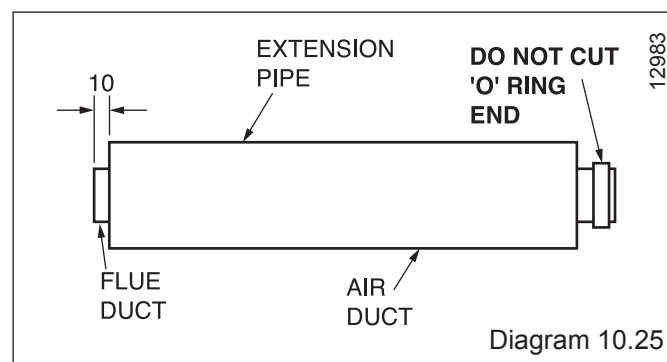 10
EXTENSION
PIPE
DO NOT CUT
'O' RING
END
12983
FLUE
DUCT
AIR
DUCT
Diagram 10.25